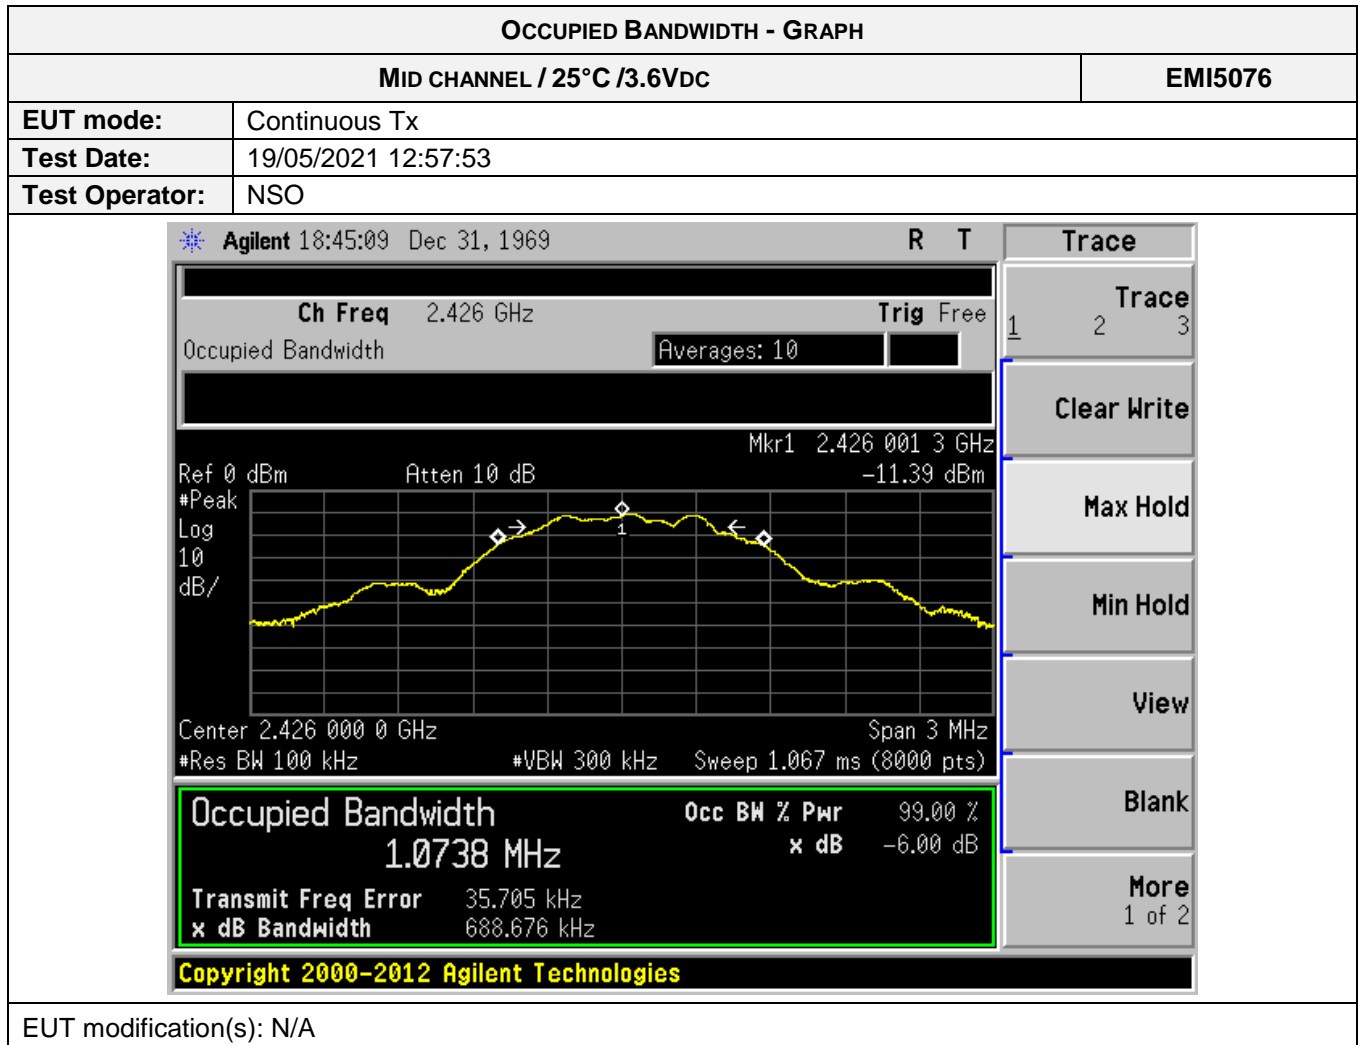 OCCUPIED BANDWIDTH - GRAPH
MID CHANNEL / 25°C /3.6VDC EMI5076
EUT mode: Continuous Tx
Test Date: 19/05/2021 12:57:53
Test Operator: NSO
Agilent 18:45:09 Dec 31, 1969 R T Trace
Ch Freq 2.426 GHz Trig Free
Occupied Bandwidth Averages: 10
Trace
1 2 3
Clear Write
Max Hold
Min Hold
View
Blank
More
1 of 2
Mkr1 2.426 001 3 GHz
Ref 0 dBm Atten 10 dB -11.39 dBm
#Peak
Log
10
dB/
1
Center 2.426 000 0 GHz Span 3 MHz
#Res BW 100 kHz #VBW 300 kHz Sweep 1.067 ms (8000 pts)
Occupied Bandwidth Occ BW % Pwr 99.00 %
1.0738 MHz x dB -6.00 dB
Transmit Freq Error 35.705 kHz
x dB Bandwidth 688.676 kHz
Copyright 2000-2012 Agilent Technologies
EUT modification(s): N/A